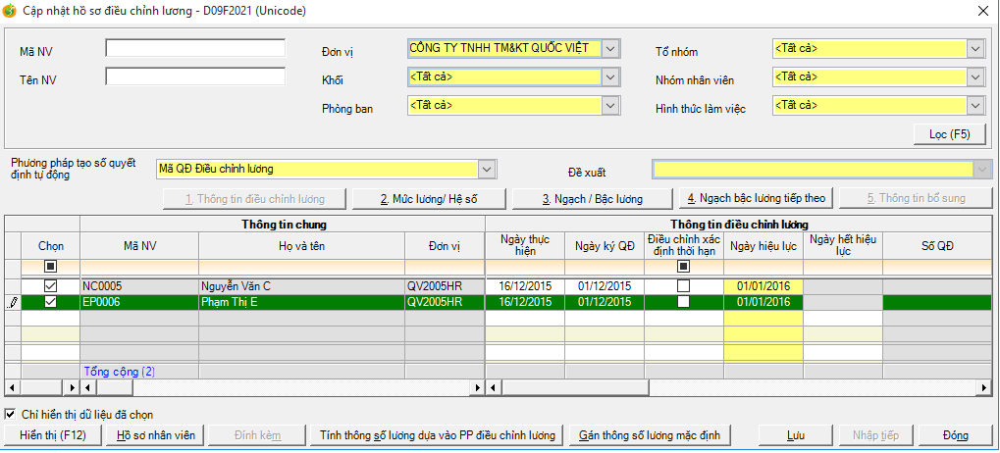 Cập nhật hồ sơ điều chỉnh lương - D09F2021 (Unicode)
Mã NV
Đơn vị
CÔNG TY TNHH TM&KT QUỐC VIỆT
Tổ nhóm
<Tất cả>
Tên NV
Khối
<Tất cả>
Nhóm nhân viên
<Tất cả>
Phòng ban
<Tất cả>
Hình thức làm việc
<Tất cả>
Lọc (F5)
Phương pháp tạo số quyết
định tự động
Mã QĐ Điều chỉnh lương
Đề xuất
1. Thông tin điều chỉnh lương
2. Mức lương/ Hệ số
3. Ngạch / Bậc lương
4. Ngạch bậc lương tiếp theo
5. Thông tin bổ sung
Thông tin chung
Thông tin điều chỉnh lương
Chọn
Mã NV
Họ và tên
Đơn vị
Ngày thực
hiện
Ngày ký QĐ
Điều chỉnh xác
định thời hạn
Ngày hiệu lực
Ngày hết hiệu
lực
Số QĐ
NC0005
Nguyễn Văn C
QV2005HR
16/12/2015
01/12/2015
01/01/2016
EP0006
Phạm Thị E
QV2005HR
16/12/2015
01/12/2015
01/01/2016
Tổng cộng (2)
Chỉ hiển thị dữ liệu đã chọn
Hiển thị (F12)
Hồ sơ nhân viên
Đính kèm
Tính thông số lương dựa vào PP điều chỉnh lương
Gán thông số lương mặc định
Lưu
Nhập tiếp
Đóng